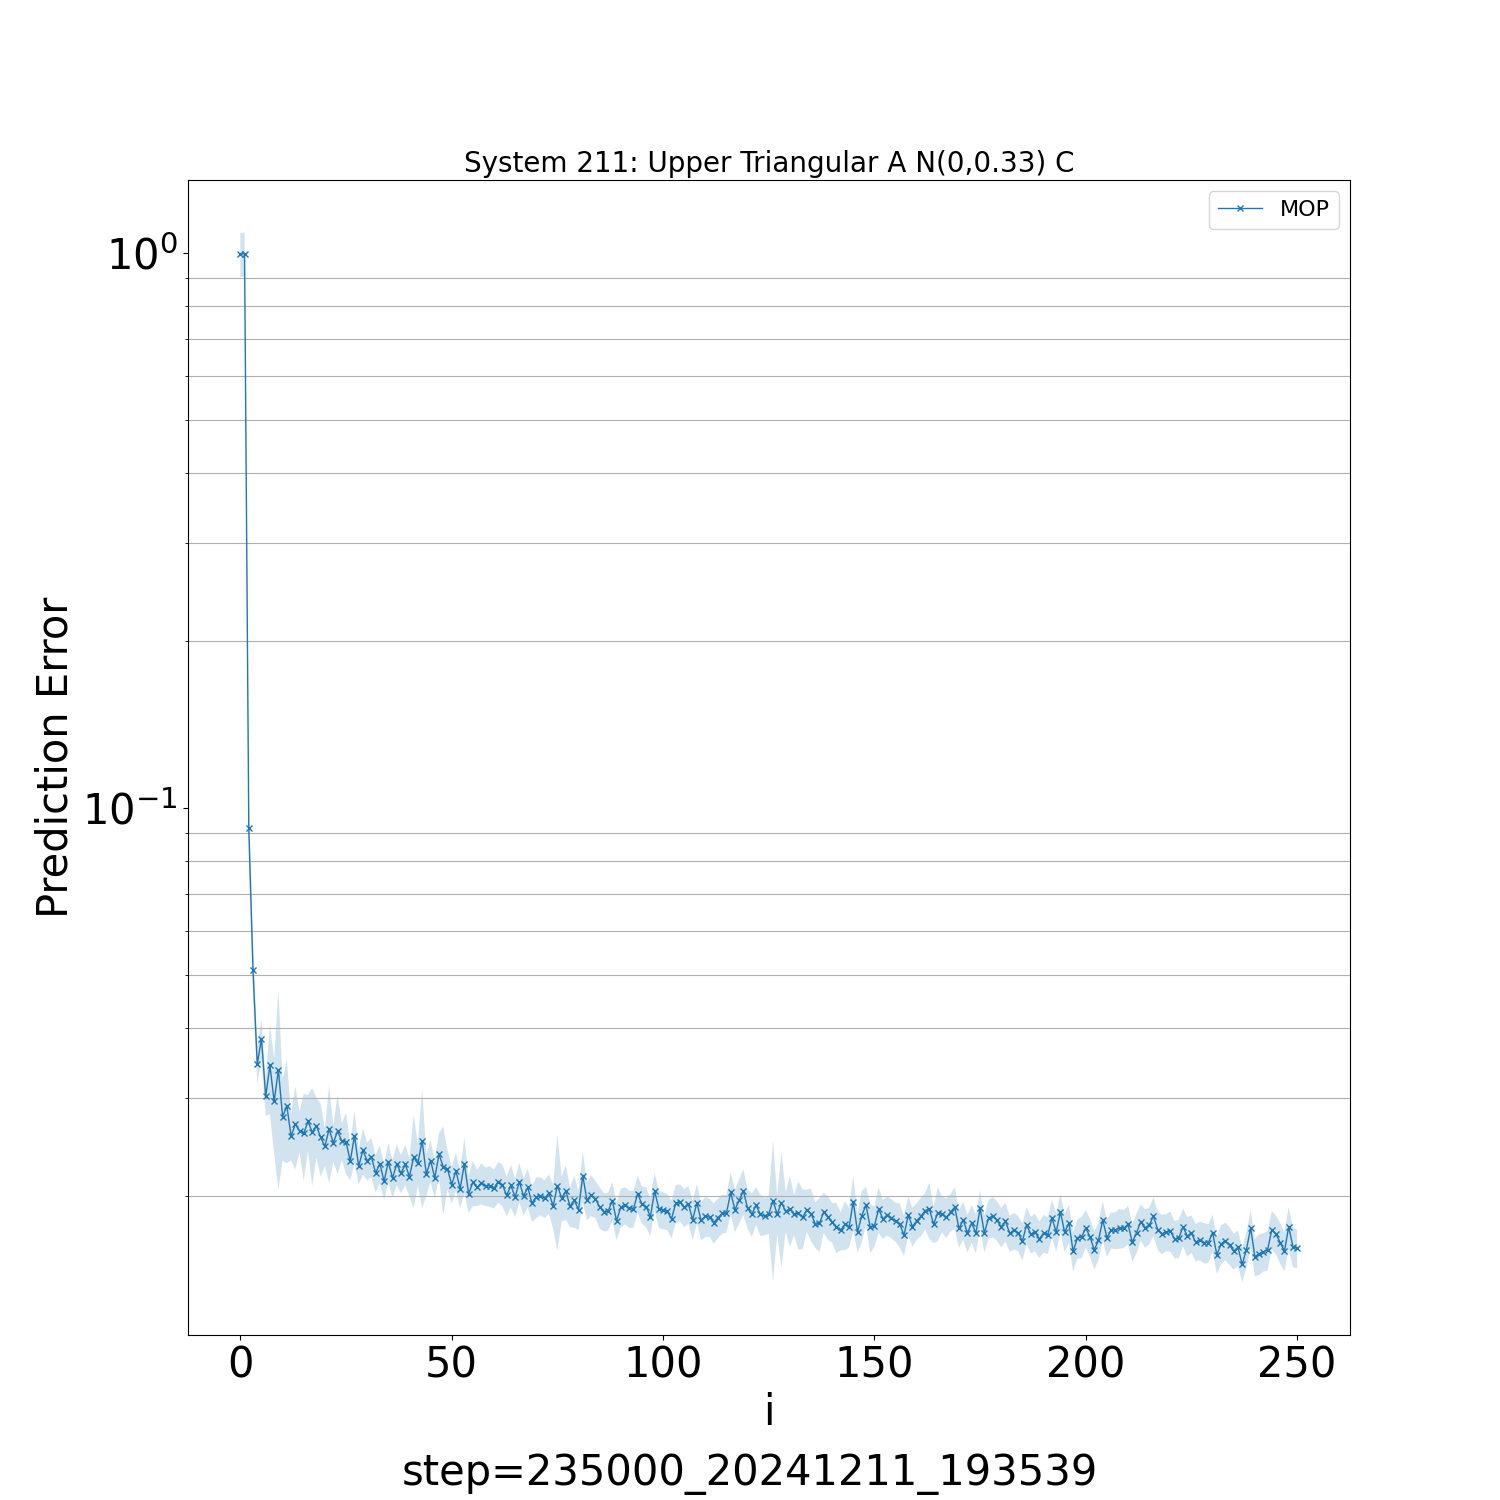 System 211: Upper Triangular A N(0,0.33) C
MOP
10⁰
10⁻¹
Prediction Error
0 50 100 150 200 250
i
step=235000_20241211_193539